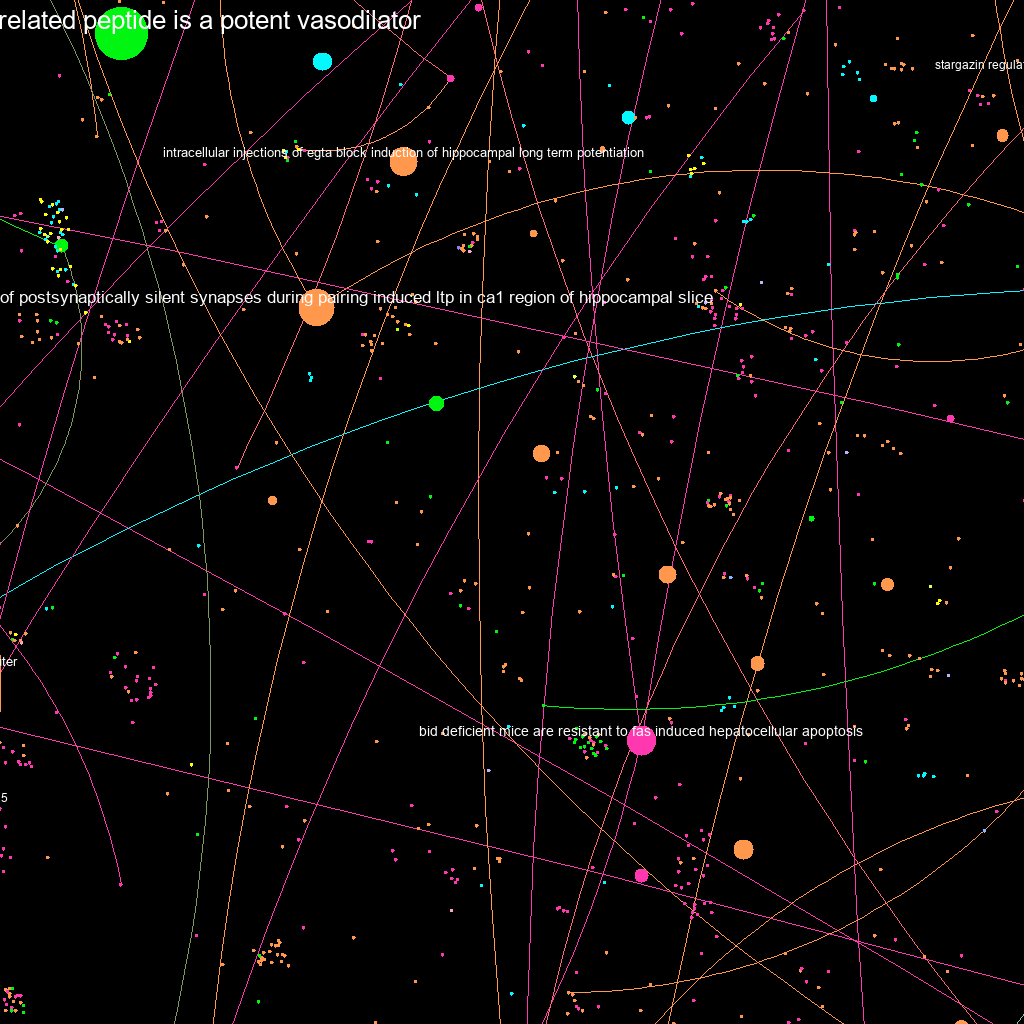 related peptide is a potent vasodilator
stargazin
intracellular injections of egta block induction of hippocampal long term potentiation
of postsynaptically silent synapses during pairing induced ltp in ca1 region of hippocampal slice
bid deficient mice are resistant to fas induced hepatocellular apoptosis
5